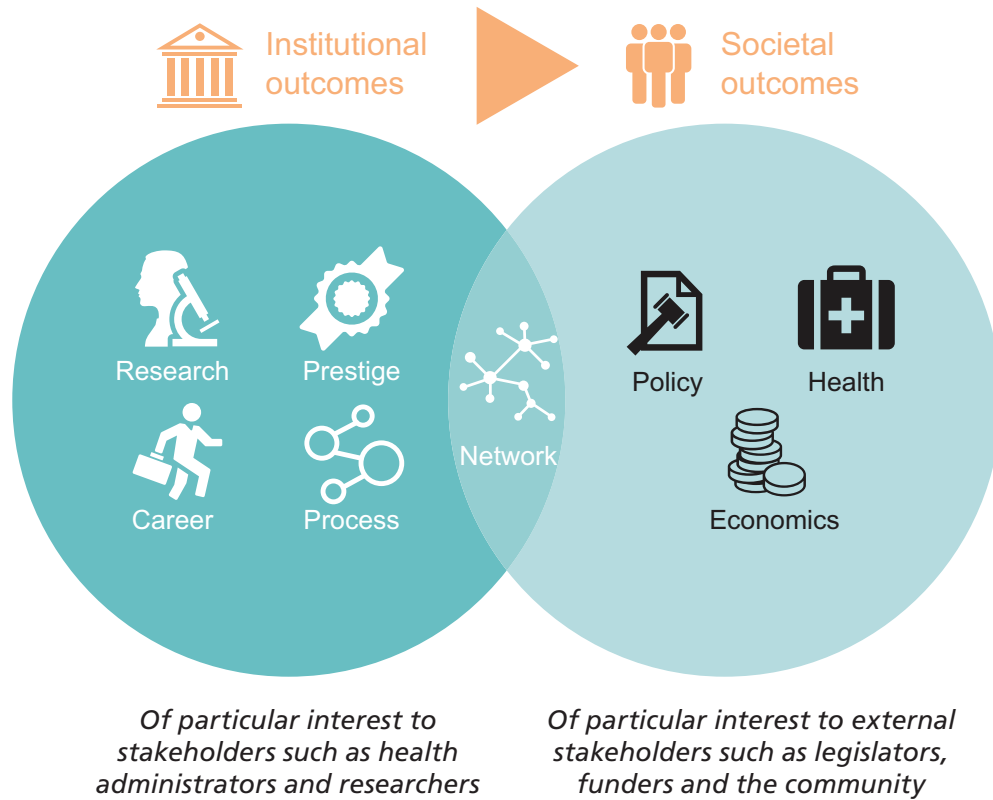 Institutional
outcomes
Societal
outcomes
Research
Prestige
Career
Process
Network
Policy
Health
Economics
Of particular interest to
stakeholders such as health
administrators and researchers
Of particular interest to external
stakeholders such as legislators,
funders and the community